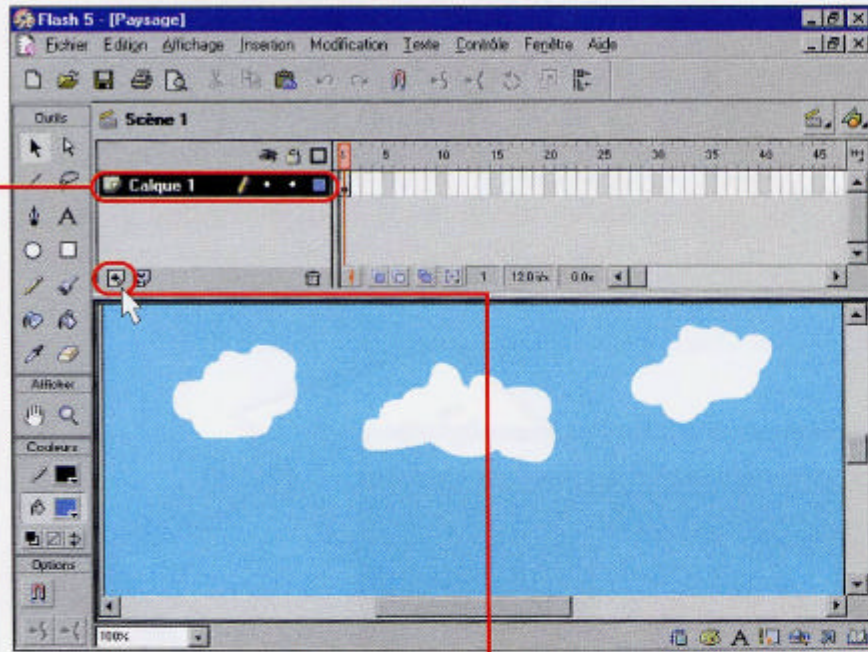 Flash 5 - [Paysage]
Fichier Edition Affichage Insertion Modification Texte Contrôle Fenêtre Aide
Outils
Scène 1
5 10 15 20 25 30 35 40 45
Calque 1
1 12.0 i/s 0.0s
Afficher
Couleurs
Options
100%